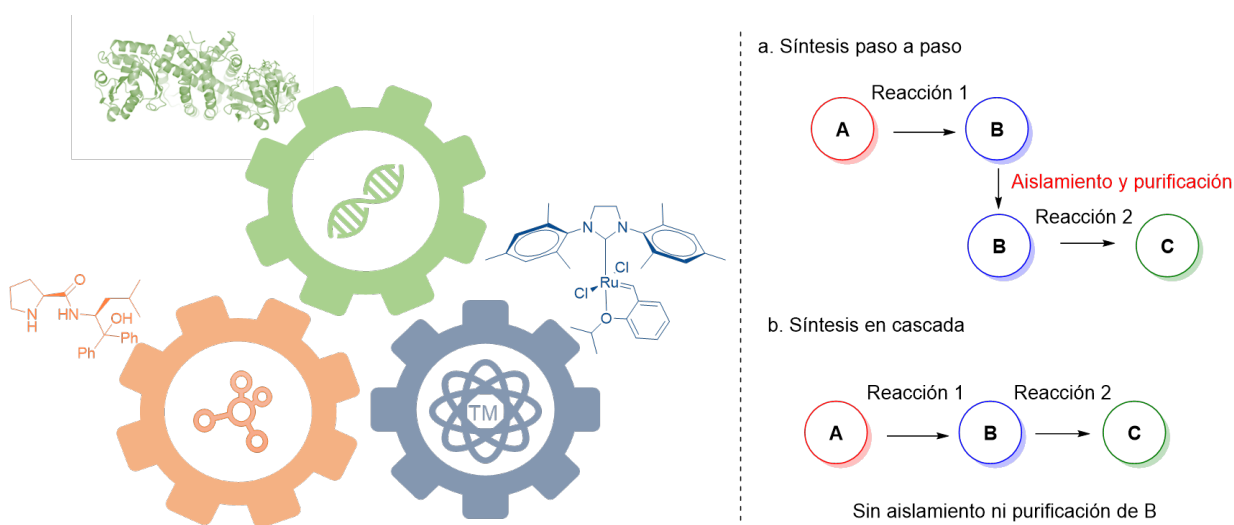 a. Síntesis paso a paso
Reacción 1
A
B
Aislamiento y purificación
Reacción 2
B
C
b. Síntesis en cascada
Reacción 1
Reacción 2
A
B
C
Sin aislamiento ni purificación de B
N
N
Cl
Ru
Cl
O
O
N
H
HN
OH
Ph
Ph
TM